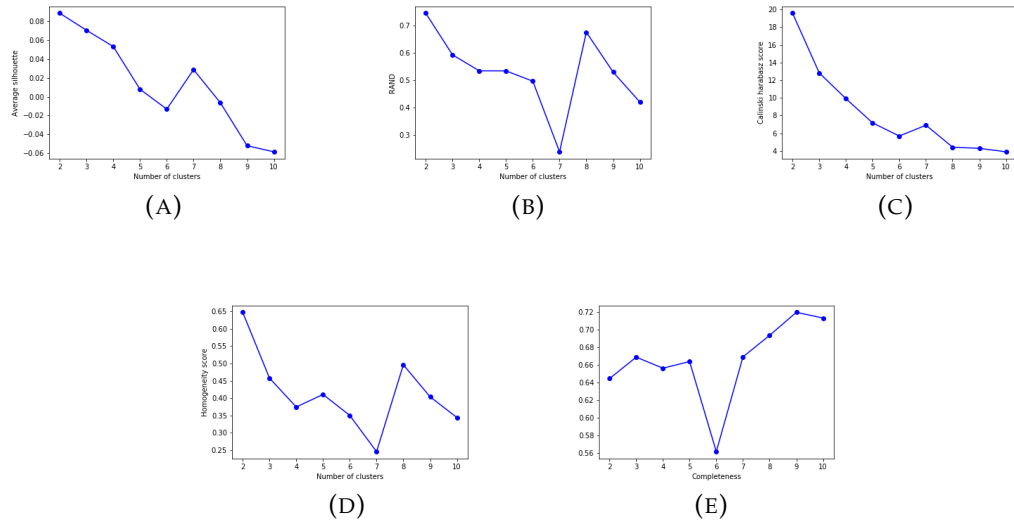 0.08
0.06
0.04
0.02
0.00
−0.02
−0.04
−0.06
Average silhouette
2 3 4 5 6 7 8 9 10
Number of clusters
(A)
0.7
0.6
0.5
0.4
0.3
RAND
2 3 4 5 6 7 8 9 10
Number of clusters
(B)
20
18
16
14
12
10
8
6
4
Calinski harabasz score
2 3 4 5 6 7 8 9 10
Number of clusters
(C)
0.65
0.60
0.55
0.50
0.45
0.40
0.35
0.30
0.25
Homogeneity score
2 3 4 5 6 7 8 9 10
Number of clusters
(D)
0.72
0.70
0.68
0.66
0.64
0.62
0.60
0.58
0.56
2 3 4 5 6 7 8 9 10
Completeness
(E)